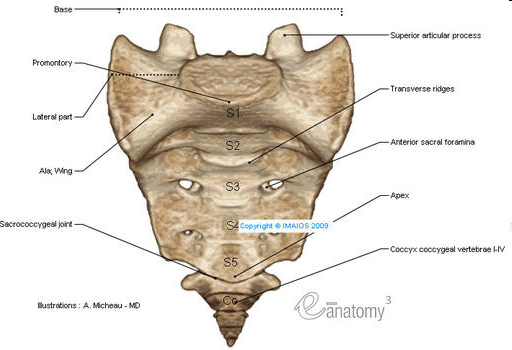 Base
Superior articular process
Promontory
Transverse ridges
S1
Lateral part
S2
Anterior sacral foramina
Ala; Wing
S3
Apex
Sacrococcygeal joint
S4
Copyright © IMAIOS 2009
Coccyx coccygeal vertebrae I-IV
S5
Co
Illustrations : A. Micheau - MD
e-anatomy 3